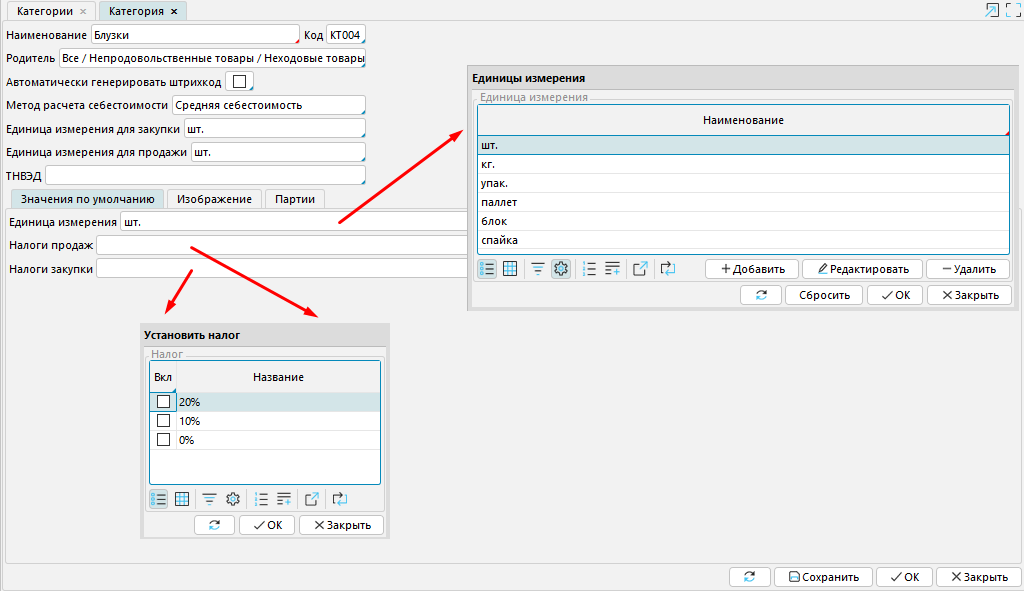 Категории
Категория
Наименование Блузки Код КТ004
Родитель Все / Непродовольственные товары / Неходовые товары
Автоматически генерировать штрихкод
Метод расчета себестоимости Средняя себестоимость
Единица измерения для закупки шт.
Единица измерения для продажи шт.
ТНВЭД
Значения по умолчанию Изображение Партии
Единица измерения шт.
Налоги продаж
Налоги закупки
Единицы измерения
Единица измерения
Наименование
шт.
кг.
упак.
паллет
блок
спайка
Добавить Редактировать Удалить
Сбросить ОК Закрыть
Установить налог
Налог
Вкл Название
20%
10%
0%
ОК Закрыть
Сохранить ОК Закрыть